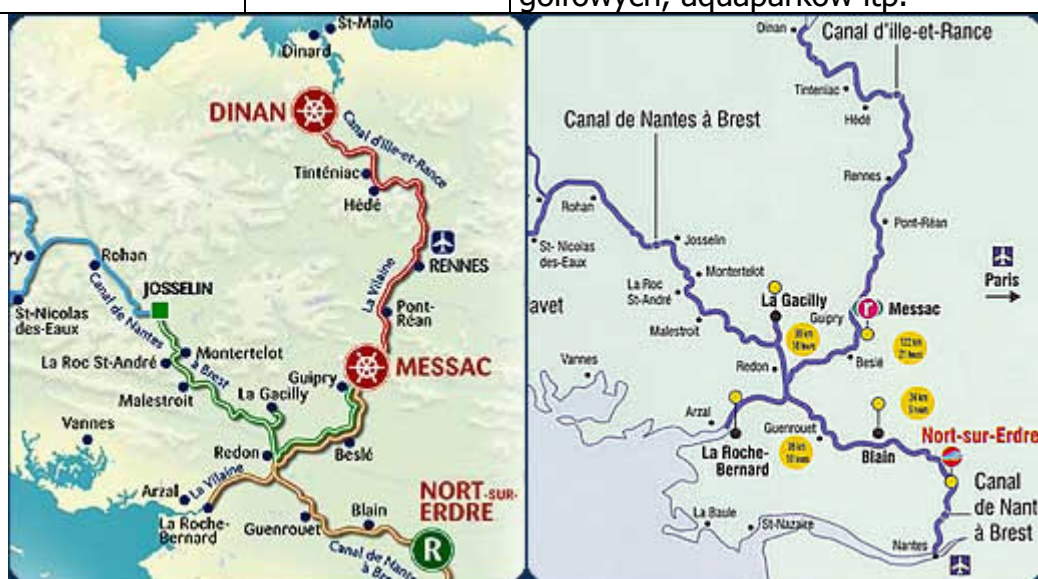 golfowych, aquaparków itp.
St-Malo
Dinard
DINAN
Canal d'ille-et-Rance
Tinténiac
Hédé
RENNES
La Vilaine
Pont-
Réan
Rohan
JOSSELIN
St-Nicolas
des-Eaux
Canal de Nantes
à Brest
La Roc St-André
Montertelot
MESSAC
Guipry
Malestroit
La Gacilly
Vannes
Redon
Beslé
Arzal
La Vilaine
La Roche-
Bernard
Guenrouet
Blain
NORT-SUR-
ERDRE
R
Canal de Nantes
Dinan
Canal d'ille-et-Rance
Tinteniac
Hédé
Canal de Nantes à Brest
Rennes
Rohan
Pont-Réan
St- Nicolas
des-Eaux
Josselin
Paris
Montertelot
La Roc
St-André
avet
La Gacilly
Guipry
Messac
Malestroit
Vannes
Redon
Beslé
Arzal
Guenrouet
La Roche-
Bernard
Blain
Nort-sur-Erdre
Canal
de Nant
à Brest
La Baule
St-Nazaire
Nantes